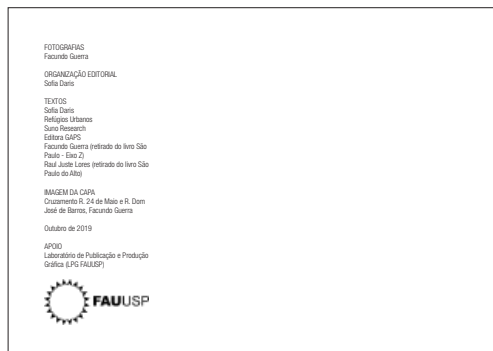 FOTOGRAFIAS
Facundo Guerra
ORGANIZAÇÃO EDITORIAL
Sofia Daris
TEXTOS
Sofia Daris
Refúgios Urbanos
Suno Research
Editora GAPS
Facundo Guerra (retirado do livro São
Paulo - Eixo Z)
Raul Juste Lores (retirado do livro São
Paulo do Alto)
IMAGEM DA CAPA
Cruzamento R. 24 de Maio e R. Dom
José de Barros, Facundo Guerra
Outubro de 2019
APOIO
Laboratório de Publicação e Produção
Gráfica (LPG FAUUSP)
FAUUSP